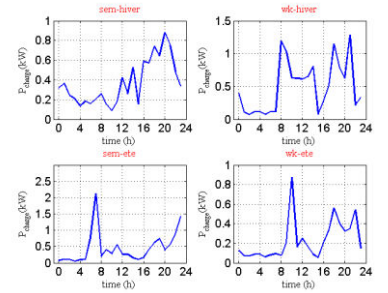 sem-hiver
wk-hiver
1
0.8
0.6
0.4
0.2
0
P_charge(kW)
0 4 8 12 16 20 24
time (h)
1.5
1
0.5
0
P_charge(kW)
0 4 8 12 16 20 24
time (h)
sem-ete
wk-ete
2.5
2
1.5
1
0.5
0
P_charge(kW)
0 4 8 12 16 20 24
time (h)
1
0.8
0.6
0.4
0.2
0
P_charge(kW)
0 4 8 12 16 20 24
time (h)